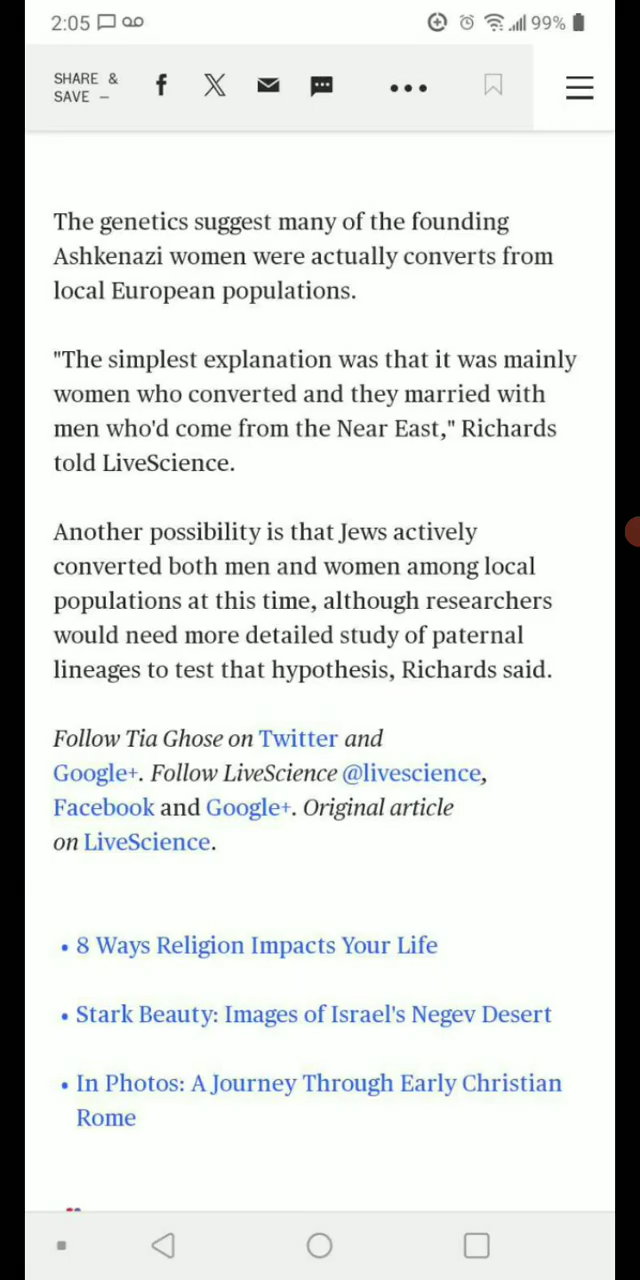 2:05
99%
SHARE &
SAVE –
The genetics suggest many of the founding
Ashkenazi women were actually converts from
local European populations.
"The simplest explanation was that it was mainly
women who converted and they married with
men who'd come from the Near East," Richards
told LiveScience.
Another possibility is that Jews actively
converted both men and women among local
populations at this time, although researchers
would need more detailed study of paternal
lineages to test that hypothesis, Richards said.
Follow Tia Ghose on Twitter and
Google+. Follow LiveScience @livescience,
Facebook and Google+. Original article
on LiveScience.
• 8 Ways Religion Impacts Your Life
• Stark Beauty: Images of Israel's Negev Desert
• In Photos: A Journey Through Early Christian
Rome